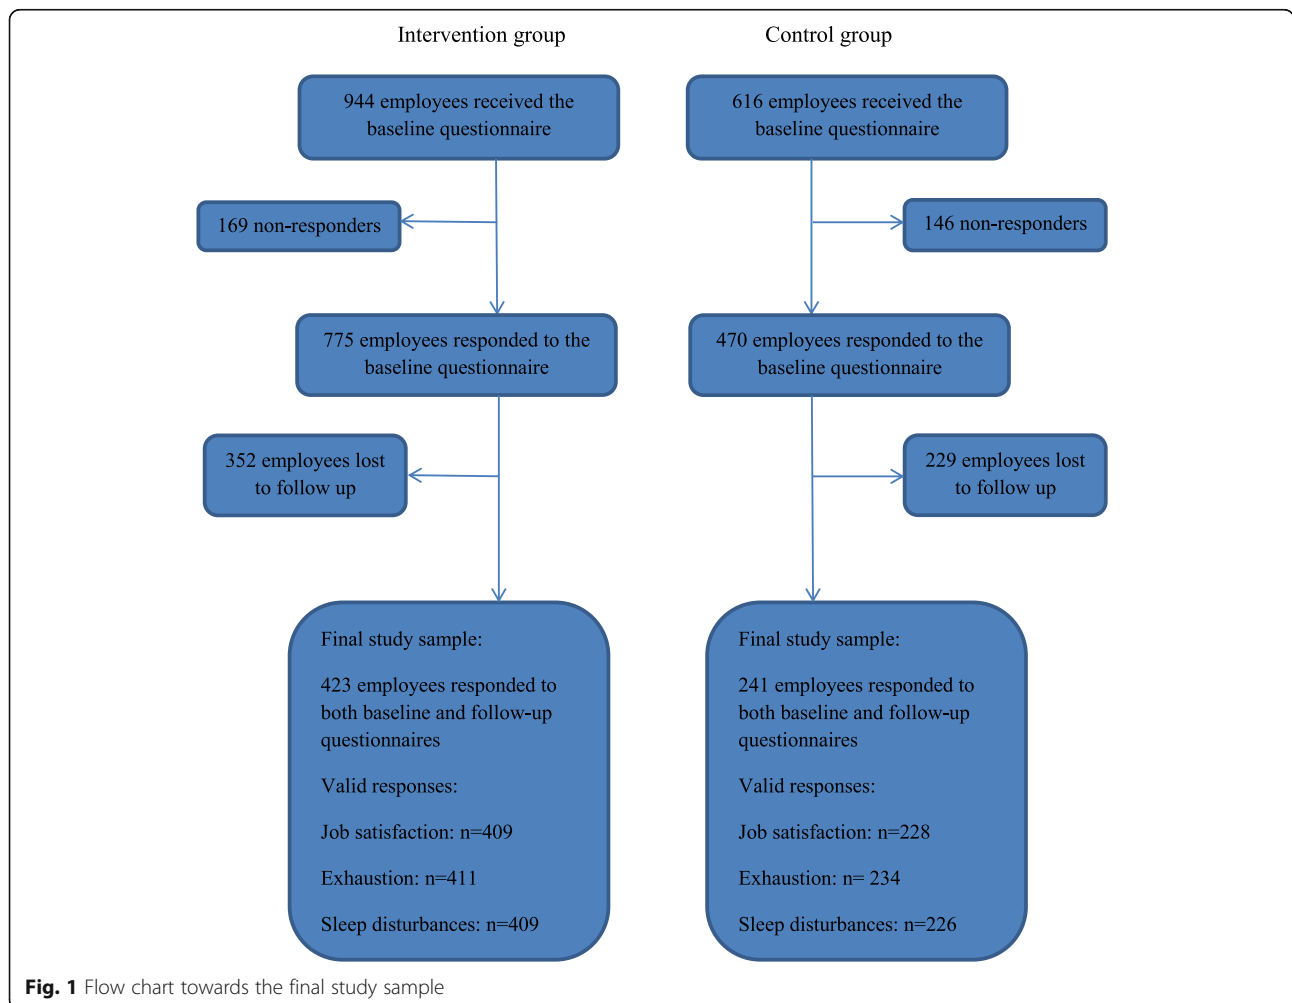 Intervention group
Control group
944 employees received the
baseline questionnaire
616 employees received the
baseline questionnaire
169 non-responders
146 non-responders
775 employees responded to the
baseline questionnaire
470 employees responded to the
baseline questionnaire
352 employees lost
to follow up
229 employees lost
to follow up
Final study sample:
423 employees responded to
both baseline and follow-up
questionnaires
Valid responses:
Job satisfaction: n=409
Exhaustion: n=411
Sleep disturbances: n=409
Final study sample:
241 employees responded to
both baseline and follow-up
questionnaires
Valid responses:
Job satisfaction: n=228
Exhaustion: n= 234
Sleep disturbances: n=226
Fig. 1 Flow chart towards the final study sample